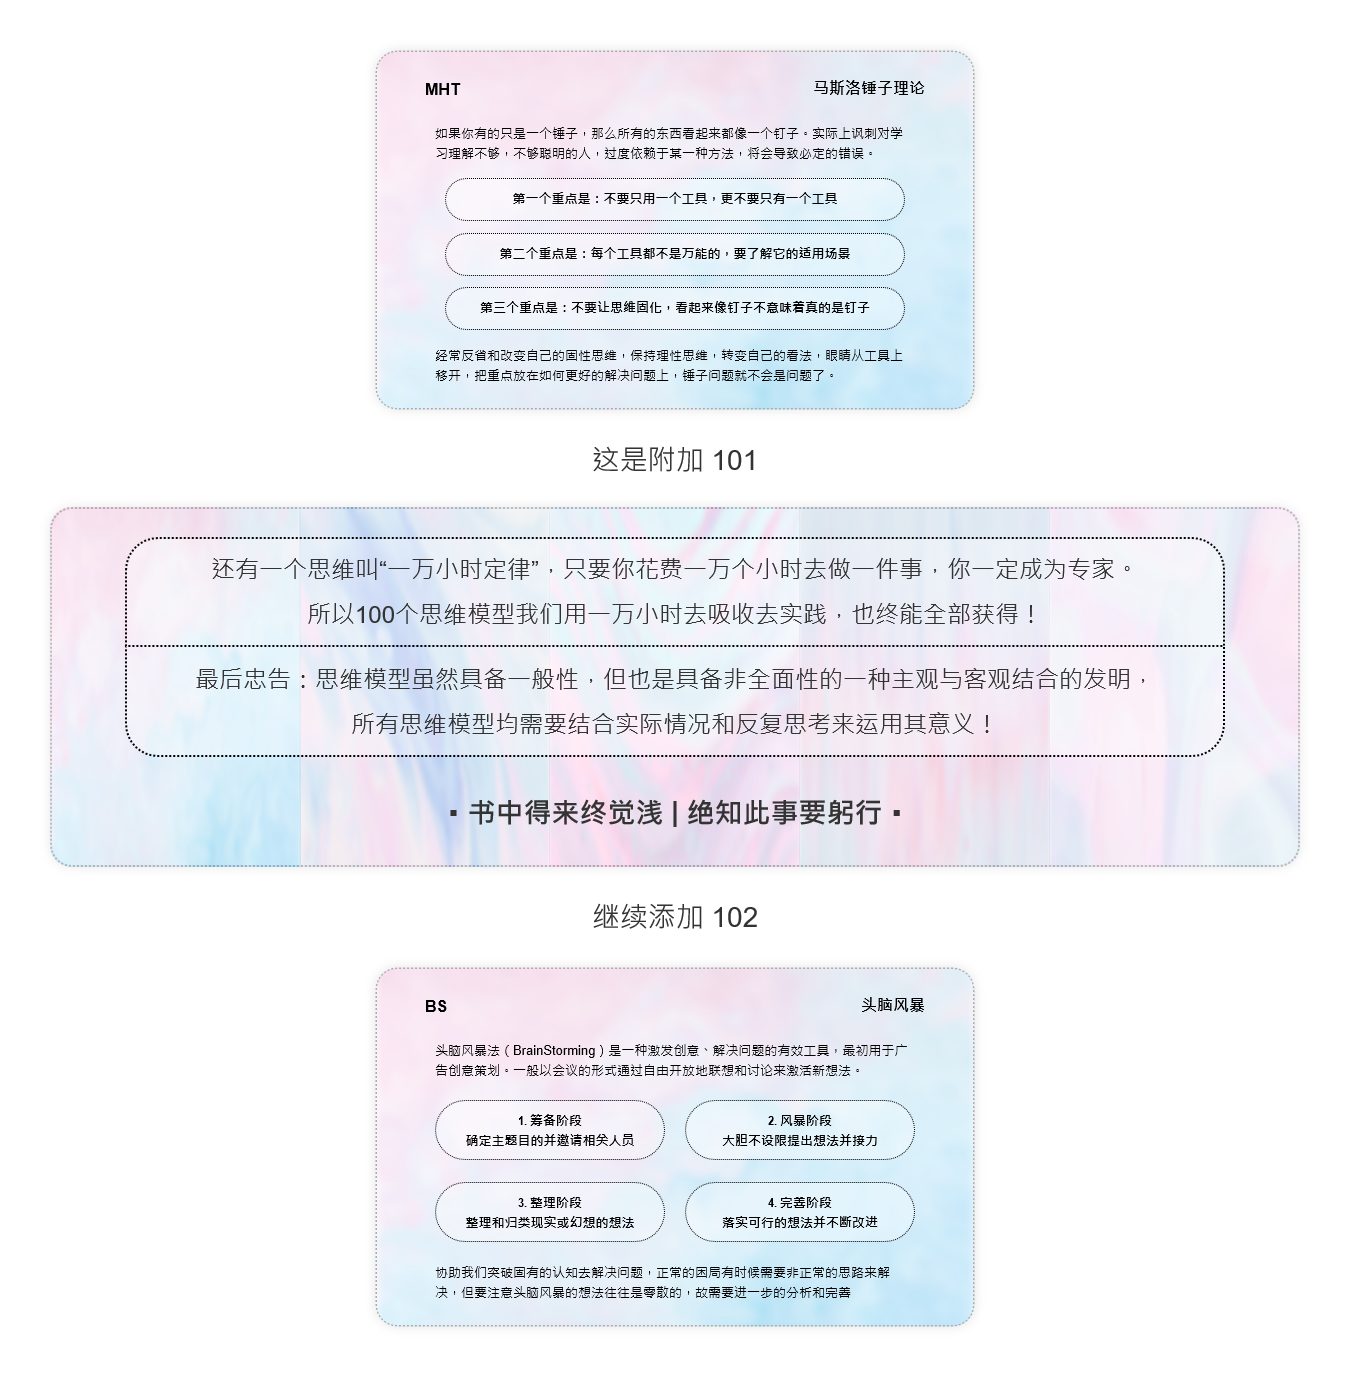 MHT
马斯洛锤子理论
如果你有的只是一个锤子，那么所有的东西看起来都像一个钉子。实际上讽刺对学
习理解不够，不够聪明的人，过度依赖于某一种方法，将会导致必定的错误。
第一个重点是：不要只用一个工具，更不要只有一个工具
第二个重点是：每个工具都不是万能的，要了解它的适用场景
第三个重点是：不要让思维固化，看起来像钉子不意味着真的是钉子
经常反省和改变自己的固性思维，保持理性思维，转变自己的看法，眼睛从工具上
移开，把重点放在如何更好的解决问题上，锤子问题就不会是问题了。
这是附加 101
还有一个思维叫“一万小时定律”，只要你花费一万个小时去做一件事，你一定成为专家。
所以100个思维模型我们用一万小时去吸收去实践，也终能全部获得！
最后忠告：思维模型虽然具备一般性，但也是具备非全面性的一种主观与客观结合的发明，
所有思维模型均需要结合实际情况和反复思考来运用其意义！
▪ 书中得来终觉浅 | 绝知此事要躬行 ▪
继续添加 102
BS
头脑风暴
头脑风暴法（BrainStorming）是一种激发创意、解决问题的有效工具，最初用于广
告创意策划。一般以会议的形式通过自由开放地联想和讨论来激活新想法。
1. 筹备阶段
确定主题目的并邀请相关人员
2. 风暴阶段
大胆不设限提出想法并接力
3. 整理阶段
整理和归类现实或幻想的想法
4. 完善阶段
落实可行的想法并不断改进
协助我们突破固有的认知去解决问题，正常的困局有时候需要非正常的思路来解
决，但要注意头脑风暴的想法往往是零散的，故需要进一步的分析和完善